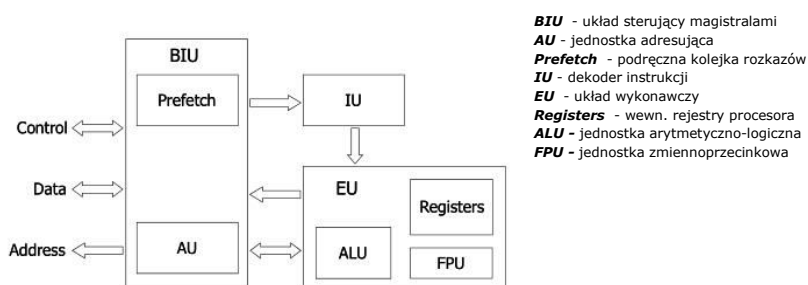 BIU
Prefetch
IU
Control
Data
EU
Registers
Address
AU
ALU
FPU
BIU - układ sterujący magistralami
AU - jednostka adresująca
Prefetch - podręczna kolejka rozkazów
IU - dekoder instrukcji
EU - układ wykonawczy
Registers - wewn. rejestry procesora
ALU - jednostka arytmetyczno-logiczna
FPU - jednostka zmiennoprzecinkowa